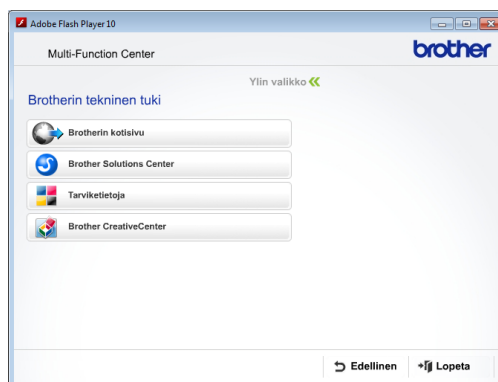 Adobe Flash Player 10
Multi-Function Center
brother
Ylin valikko
Brotherin tekninen tuki
Brotherin kotisivu
Brother Solutions Center
Tarviketietoja
Brother CreativeCenter
Edellinen
Lopeta